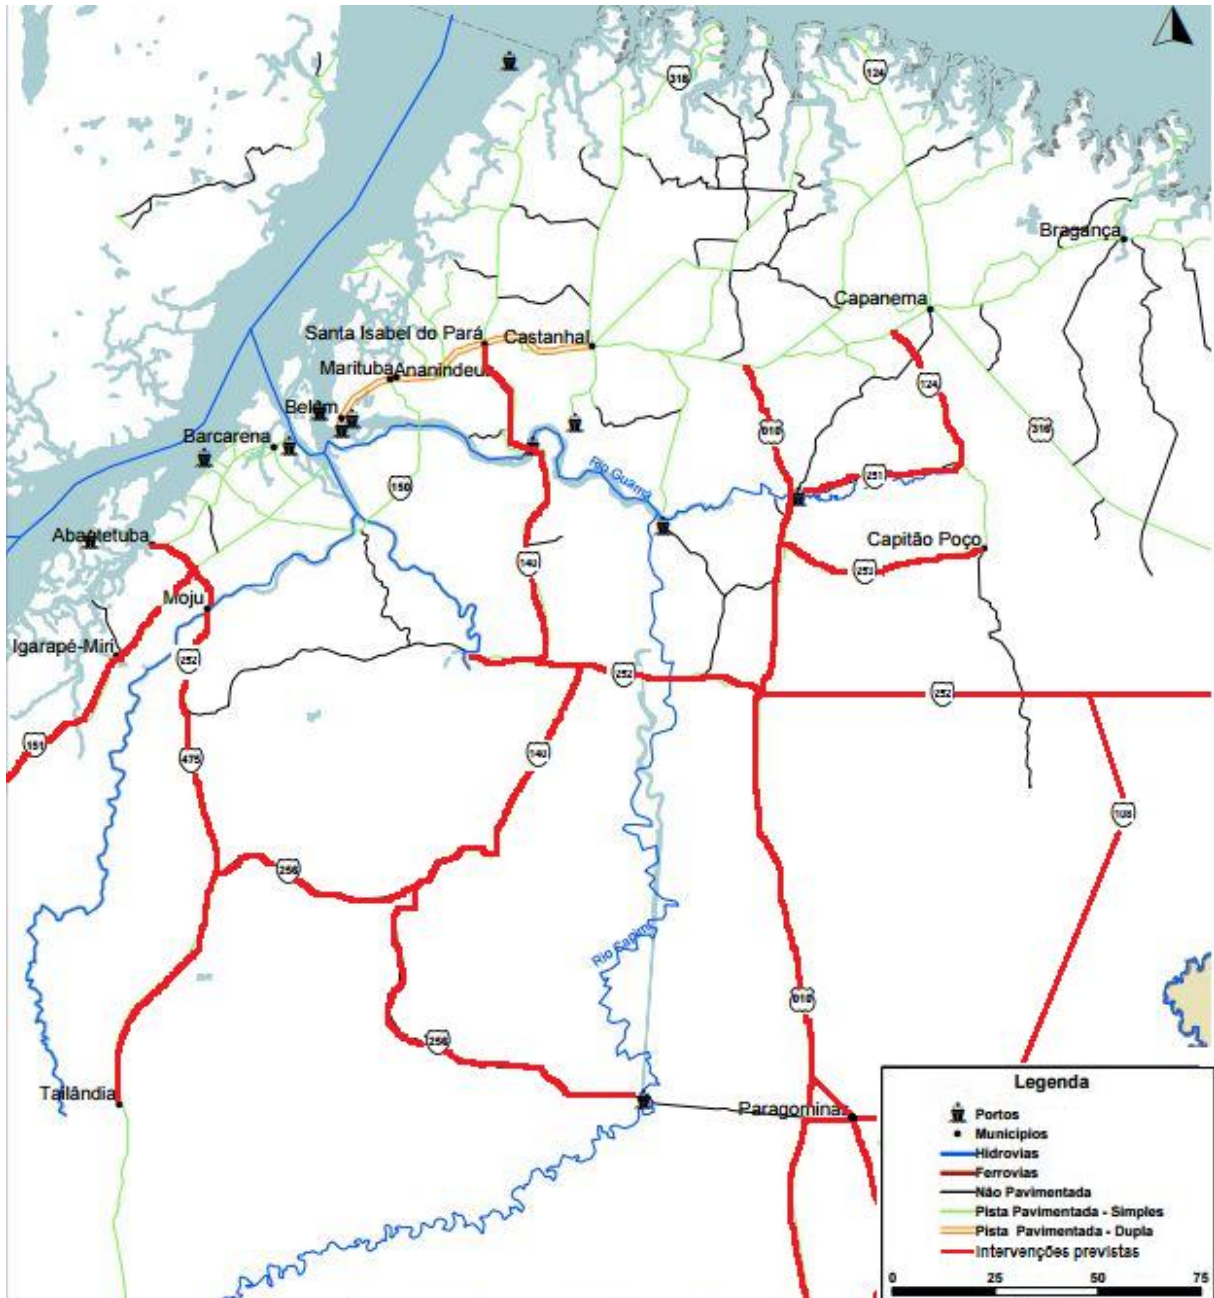 316
124
Bragança
Capanema
Santa Isabel do Pará
Castanhal
Marituba
Ananindeu
124
Belém
010
316
Barcarena
Rio Guamá
251
150
Abaetetuba
Capitão Poço
140
253
Moju
Igarapé-Miri
252
252
252
151
475
140
108
256
Rio Capim
010
256
Tailândia
Paragominas
Legenda
Portos
Municípios
Hidrovias
Ferrovias
Não Pavimentada
Pista Pavimentada - Simples
Pista Pavimentada - Dupla
Intervenções previstas
0 25 50 75